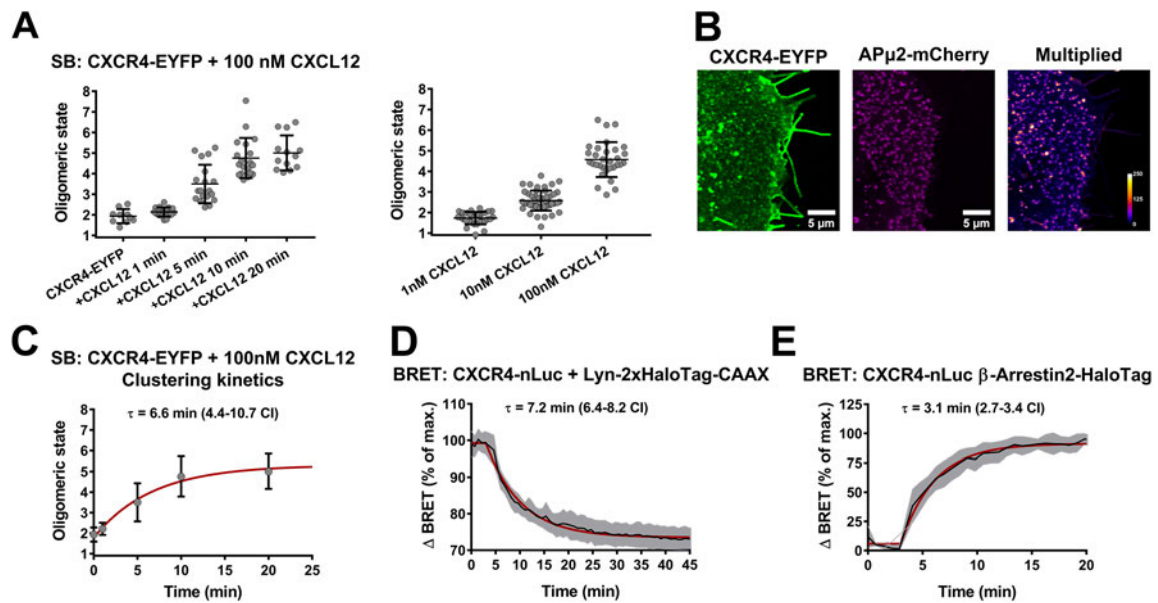 A
SB: CXCR4-EYFP + 100 nM CXCL12
Oligomeric state
8
7
6
5
4
3
2
1
CXCR4-EYFP
+CXCL12 1 min
+CXCL12 5 min
+CXCL12 10 min
+CXCL12 20 min
Oligomeric state
8
7
6
5
4
3
2
1
1nM CXCL12
10nM CXCL12
100nM CXCL12
B
CXCR4-EYFP
APμ2-mCherry
Multiplied
5 μm
5 μm
250
125
0
5 μm
C
SB: CXCR4-EYFP + 100nM CXCL12
Clustering kinetics
τ = 6.6 min (4.4-10.7 CI)
Oligomeric state
8
7
6
5
4
3
2
1
0 5 10 15 20 25
Time (min)
D
BRET: CXCR4-nLuc + Lyn-2xHaloTag-CAAX
τ = 7.2 min (6.4-8.2 CI)
Δ BRET (% of max.)
110
100
90
80
70
0 5 10 15 20 25 30 35 40 45
Time (min)
E
BRET: CXCR4-nLuc β-Arrestin2-HaloTag
τ = 3.1 min (2.7-3.4 CI)
Δ BRET (% of max.)
125
100
75
50
25
0
0 5 10 15 20
Time (min)